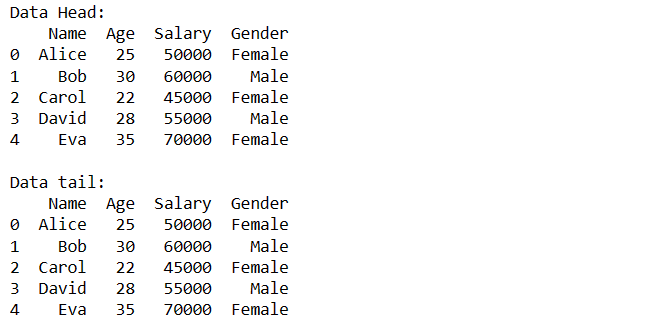 Data Head:
    Name  Age  Salary  Gender
0  Alice   25   50000  Female
1    Bob   30   60000    Male
2  Carol   22   45000  Female
3  David   28   55000    Male
4    Eva   35   70000  Female

Data tail:
    Name  Age  Salary  Gender
0  Alice   25   50000  Female
1    Bob   30   60000    Male
2  Carol   22   45000  Female
3  David   28   55000    Male
4    Eva   35   70000  Female